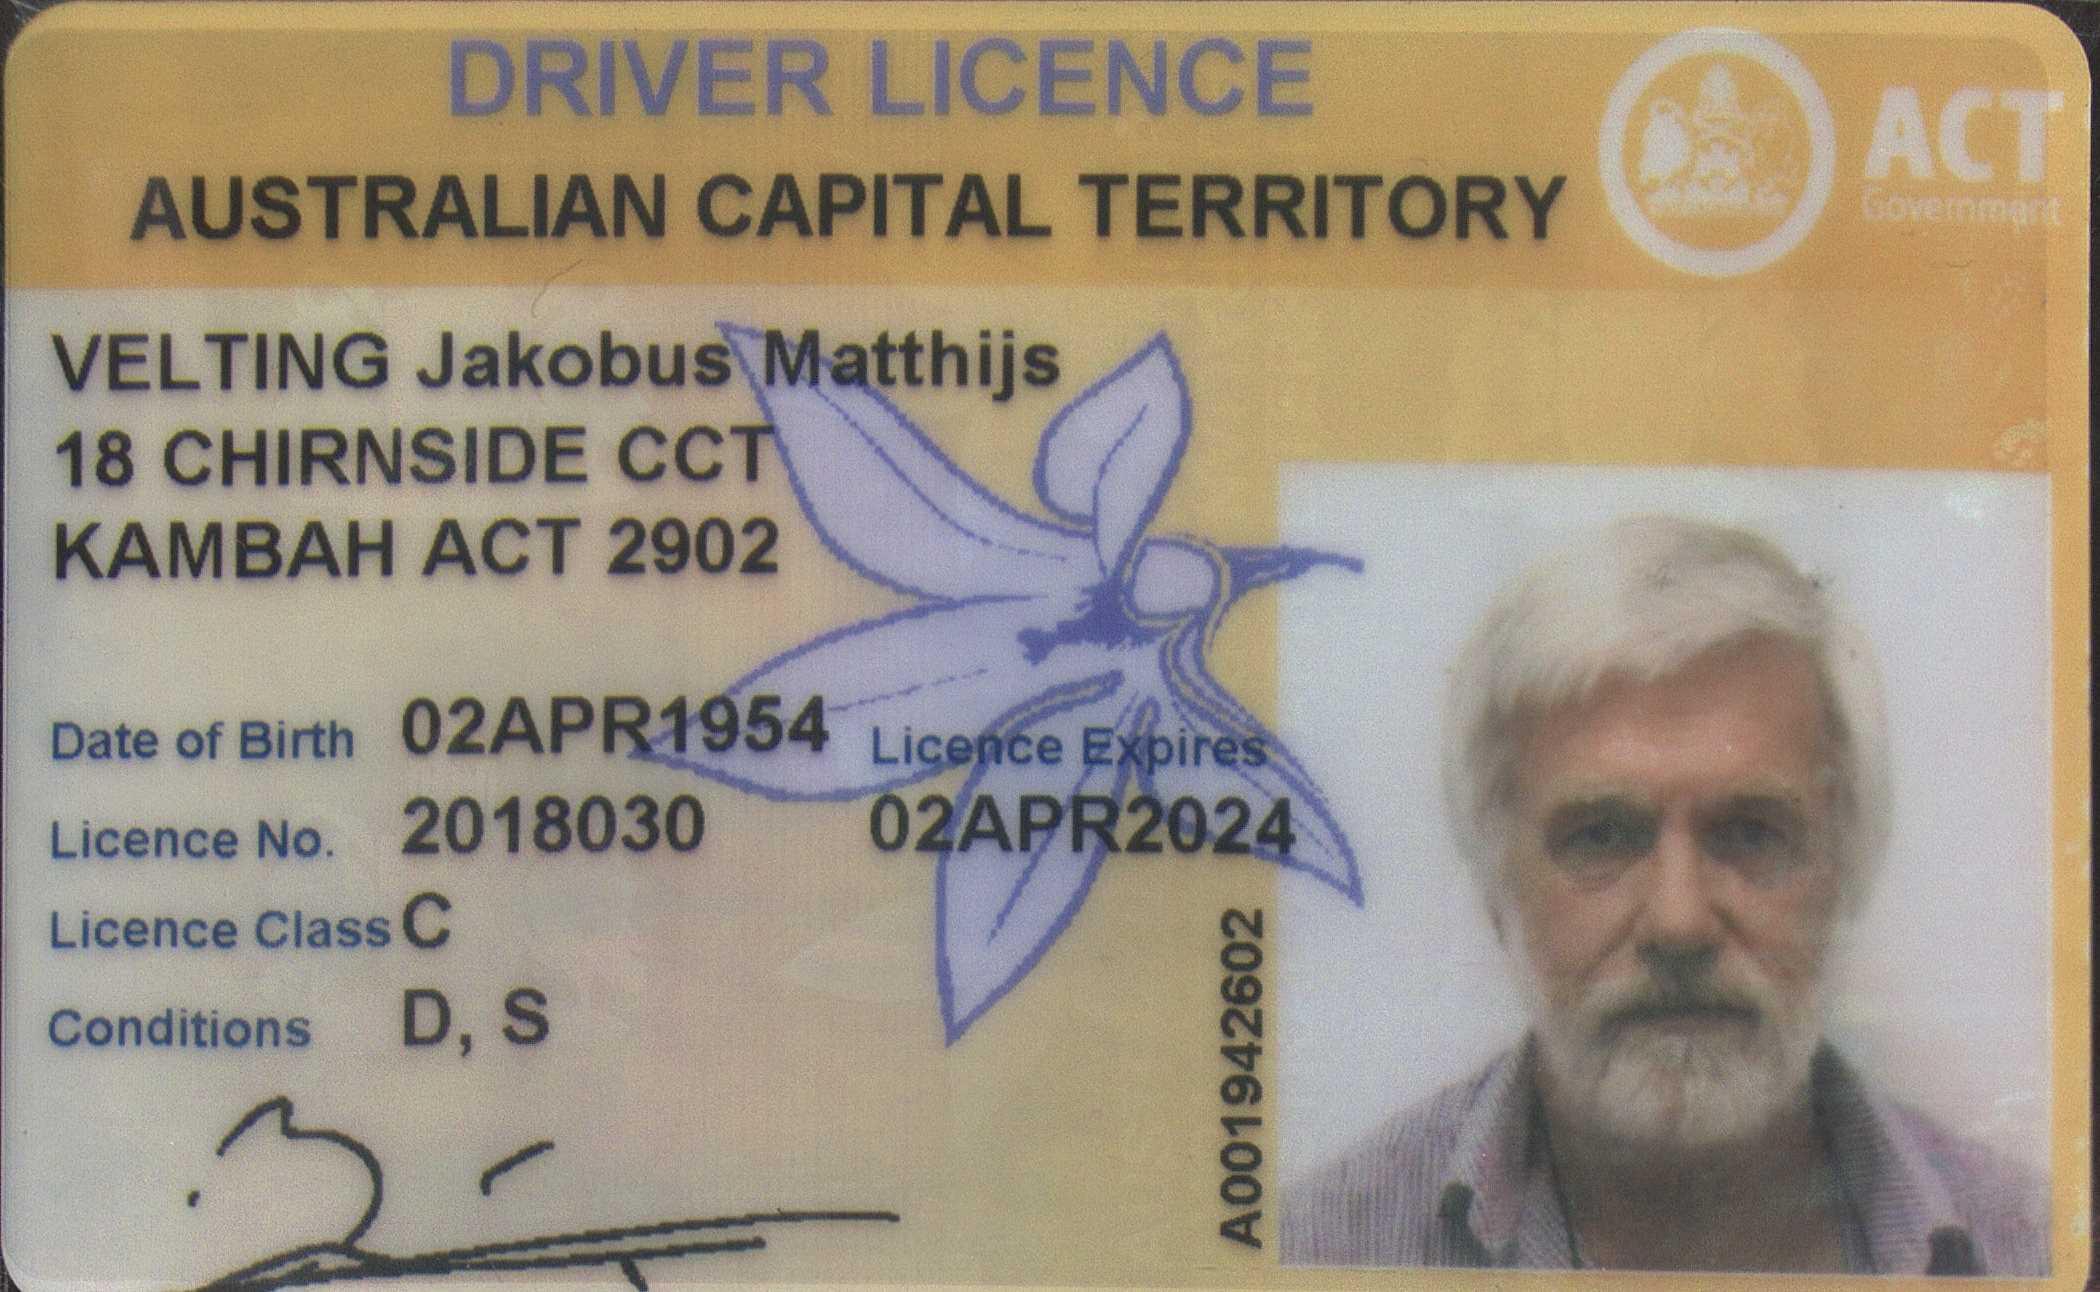 DRIVER LICENCE
AUSTRALIAN CAPITAL TERRITORY
ACT
Government
VELTING Jakobus Matthijs
18 CHIRNSIDE CCT
KAMBAH ACT 2902
Date of Birth 02APR1954 Licence Expires
Licence No. 2018030 02APR2024
Licence Class C
Conditions D, S
A001942602